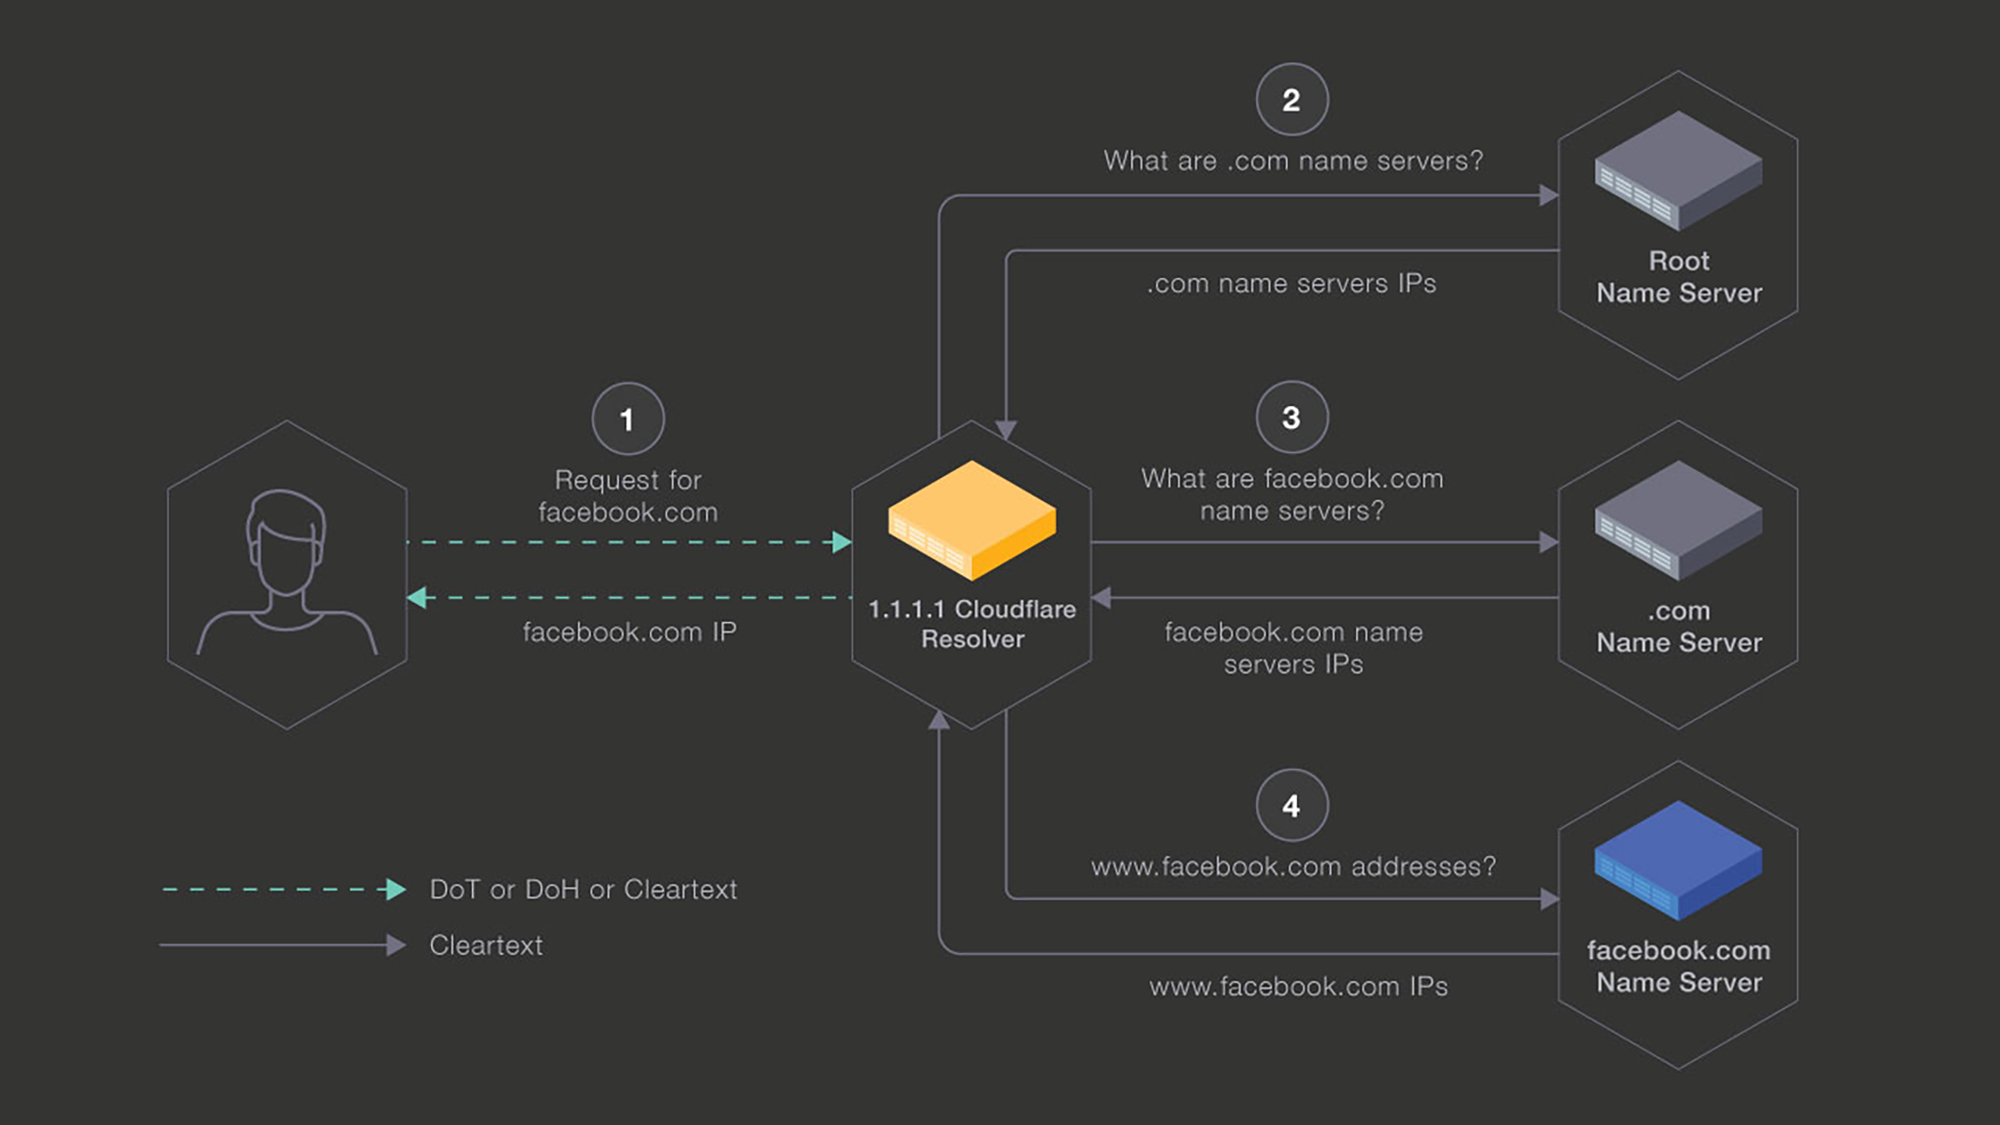 2
What are .com name servers?
.com name servers IPs
Root
Name Server
1
Request for
facebook.com
facebook.com IP
1.1.1.1 Cloudflare
Resolver
3
What are facebook.com
name servers?
facebook.com name
servers IPs
.com
Name Server
4
www.facebook.com addresses?
www.facebook.com IPs
facebook.com
Name Server
DoT or DoH or Cleartext
Cleartext